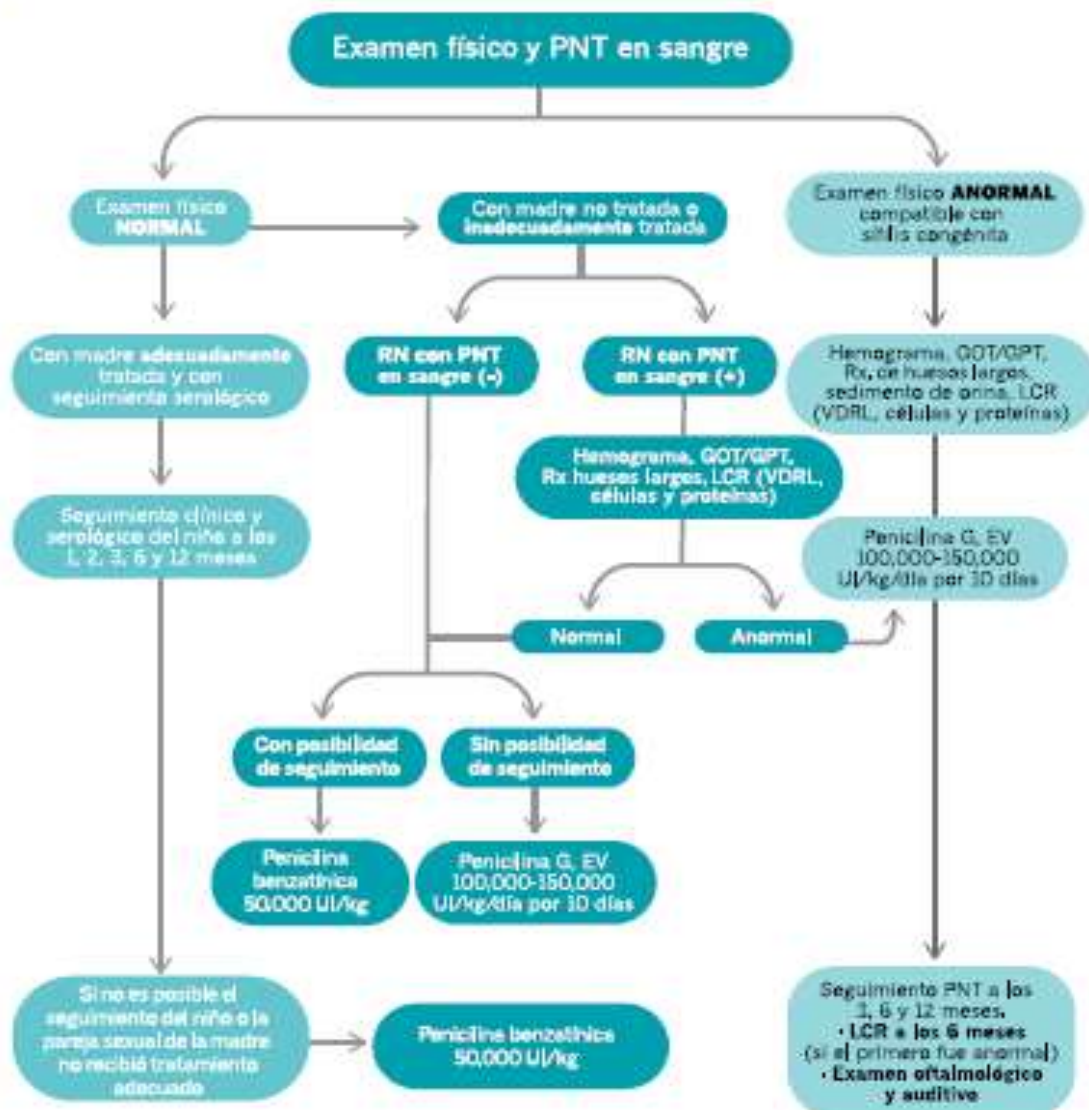 Examen físico y PNT en sangre
Examen físico
NORMAL
Con madre no tratada o
inadecuadamente tratada
Examen físico ANORMAL
compatible con
sífilis congénita
Con madre adecuadamente
tratada y con
seguimiento serológico
RN con PNT
en sangre (-)
RN con PNT
en sangre (+)
Hemograma, GOT/GPT,
Rx, de huesos largos,
sedimento de orina, LCR
(VDRL, células y proteínas)
Hemograma, GOT/GPT,
Rx huesos largos, LCR (VDRL,
células y proteínas)
Seguimiento clínico y
serológico del niño a los
1, 2, 3, 6 y 12 meses
Penicilina G, EV
100,000-150,000
UI/kg/día por 10 días
Normal
Anormal
Con posibilidad
de seguimiento
Sin posibilidad
de seguimiento
Penicilina
benzatínica
50,000 UI/kg
Penicilina G, EV
100,000-150,000
UI/kg/día por 10 días
Si no es posible el
seguimiento del niño o la
pareja sexual de la madre
no recibió tratamiento
adecuado
Penicilina benzatínica
50,000 UI/kg
Seguimiento PNT a los
6 y 12 meses.
• LCR a los 6 meses
(si el primero fue anormal)
• Examen oftalmológico
y auditivo